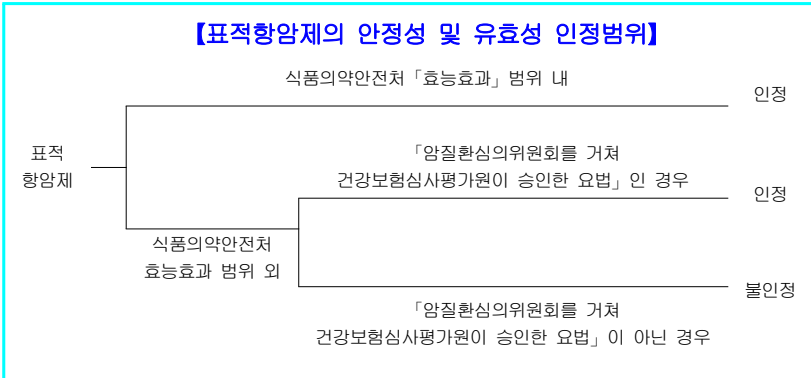 【표적항암제의 안정성 및 유효성 인정범위】
식품의약안전처「효능효과」범위 내
인정
표적
항암제
「암질환심의위원회를 거쳐
건강보험심사평가원이 승인한 요법」인 경우
인정
식품의약안전처
효능효과 범위 외
불인정
「암질환심의위원회를 거쳐
건강보험심사평가원이 승인한 요법」이 아닌 경우